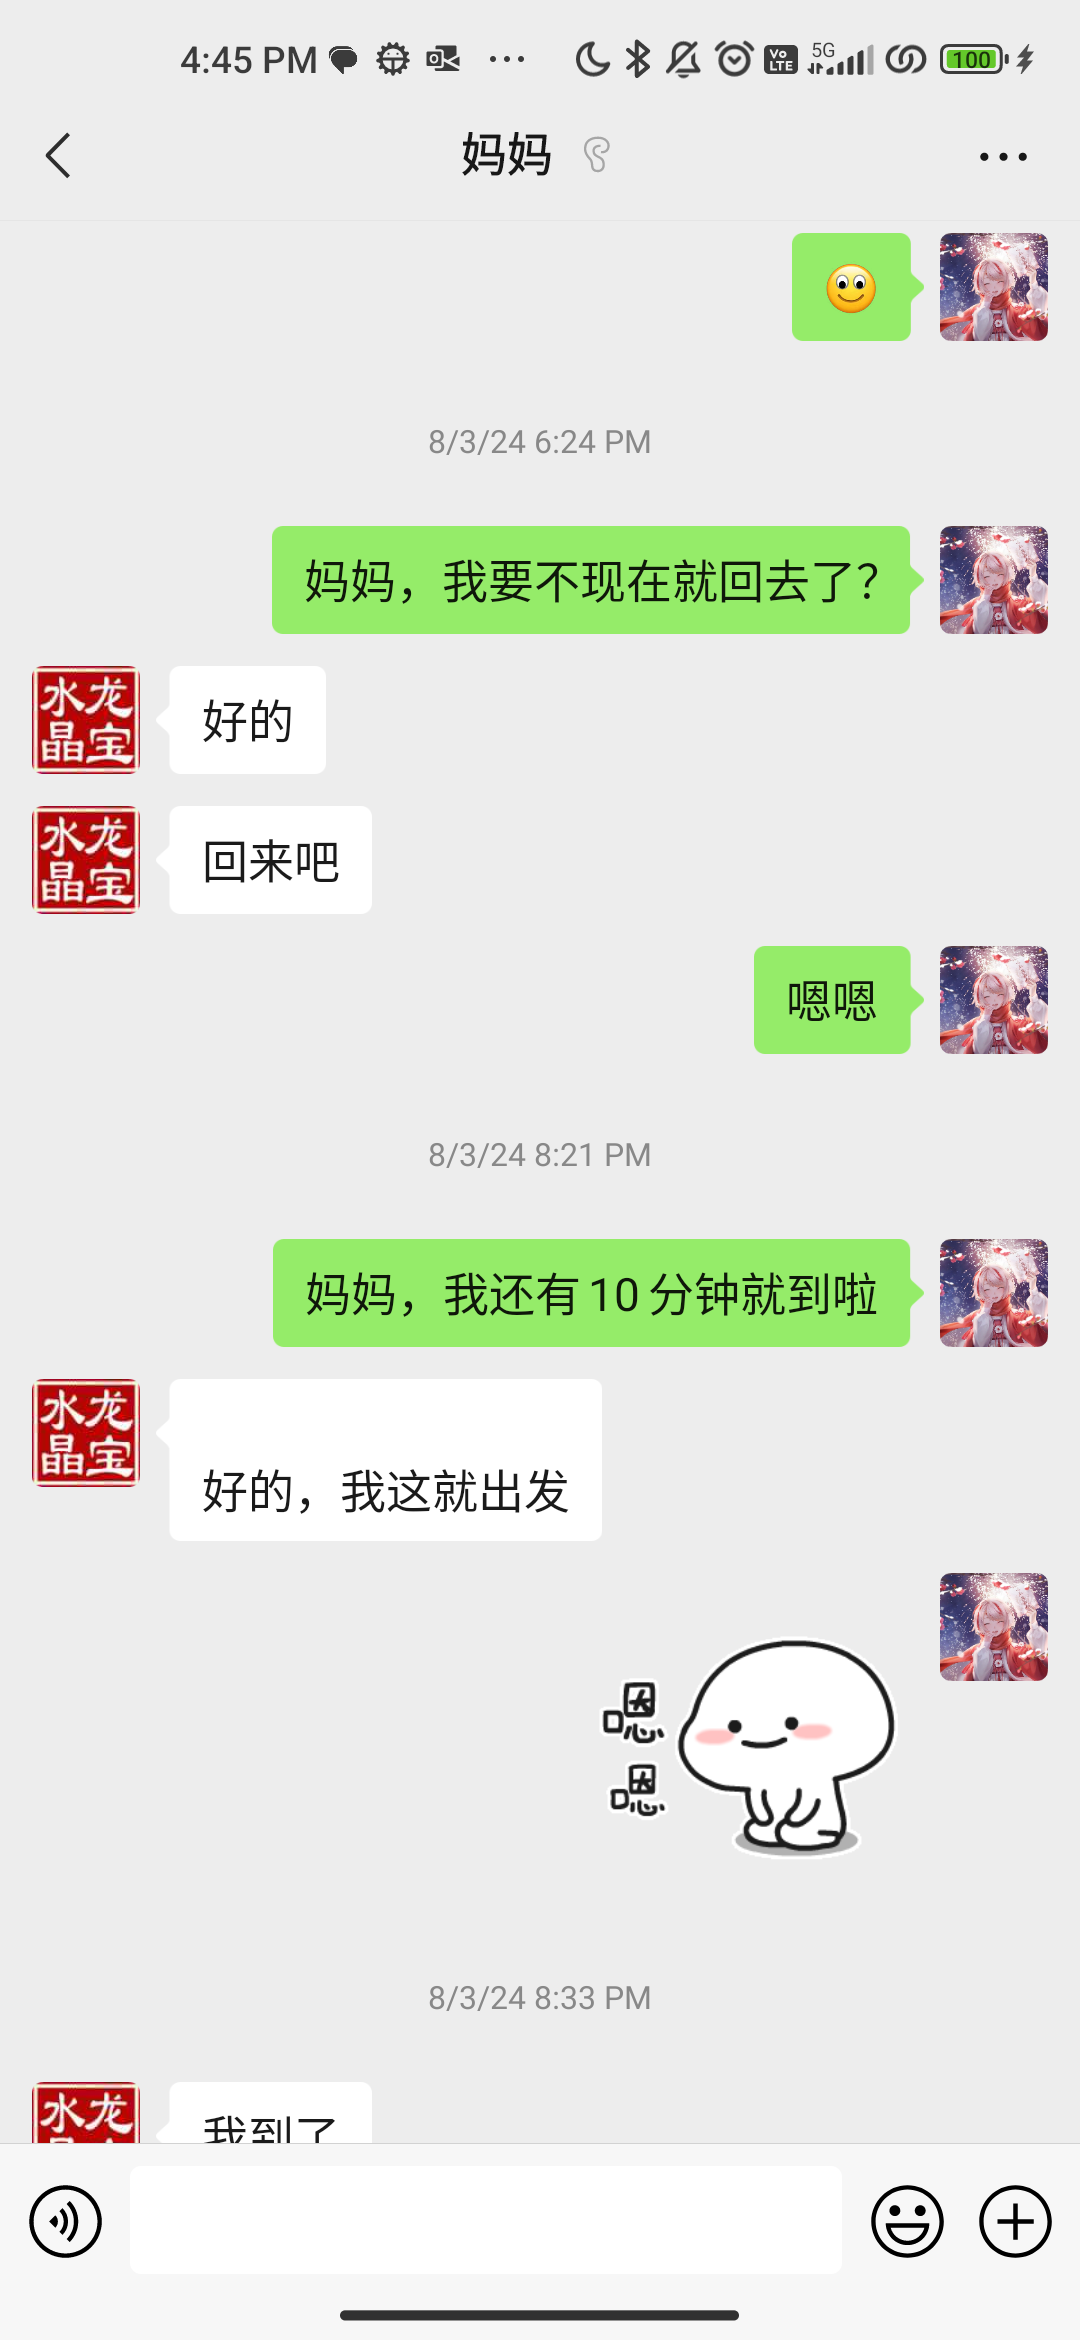 4:45 PM
VoLTE
5G
100
妈妈
8/3/24 6:24 PM
妈妈，我要不现在就回去了？
水龙
晶宝
好的
水龙
晶宝
回来吧
嗯嗯
8/3/24 8:21 PM
妈妈，我还有10分钟就到啦
水龙
晶宝
好的，我这就出发
嗯
嗯
8/3/24 8:33 PM
水龙
我到了